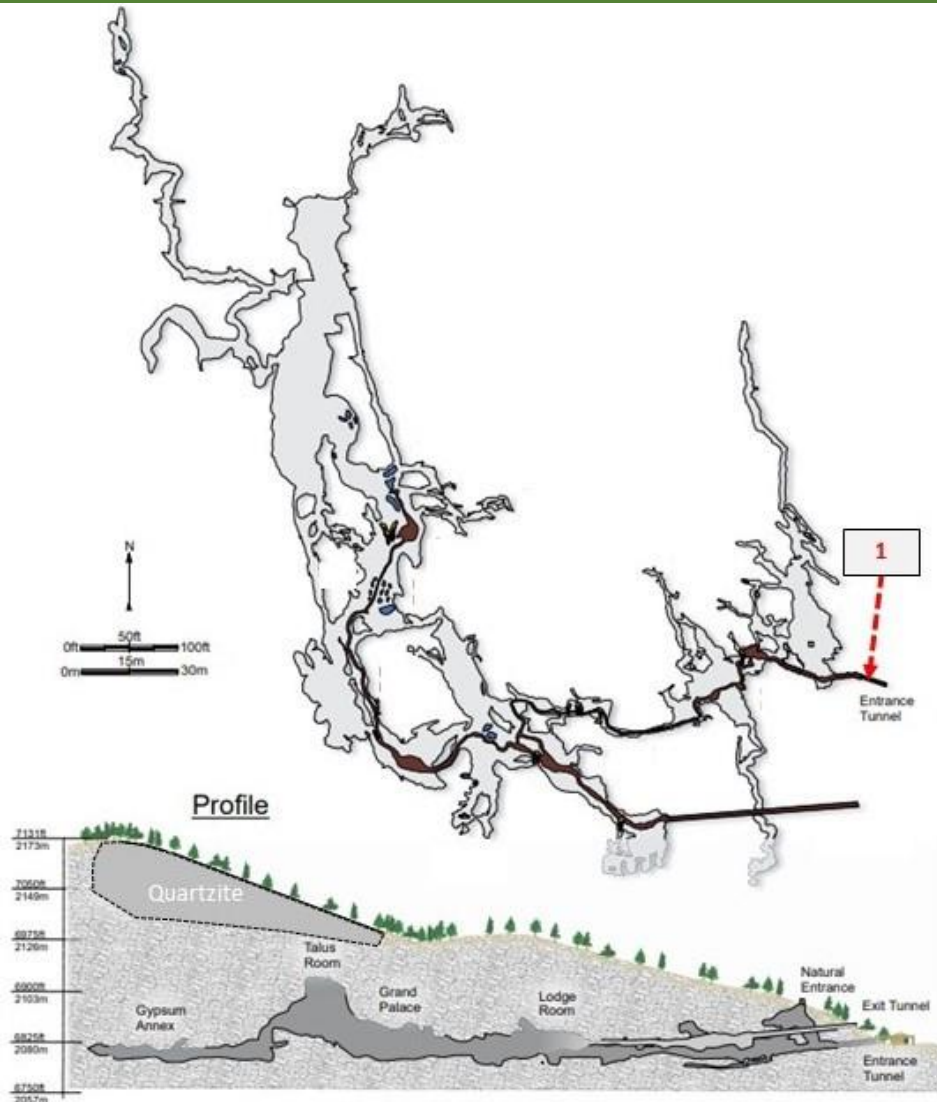 1
Entrance
Tunnel
N
50ft
0ft 100ft
15m
0m 30m
Profile
7131ft
2173m
7050ft
2149m
Quartzite
6975ft
2126m
Talus
Room
6900ft
2103m
Grand
Palace
Natural
Entrance
Gypsum
Annex
Lodge
Room
Exit Tunnel
6825ft
2080m
Entrance
Tunnel
6750ft
2057m